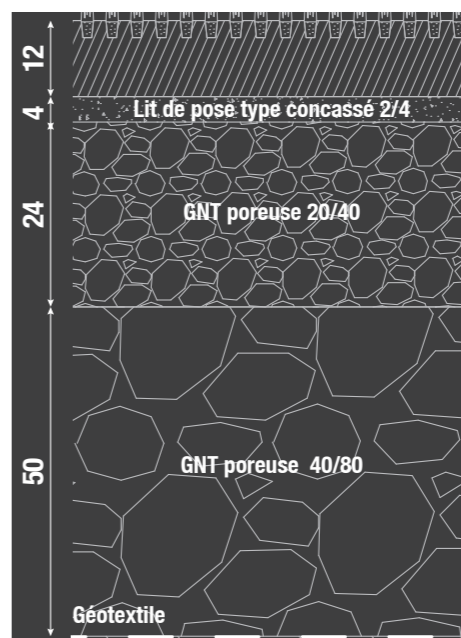 12
4
Lit de pose type concassé 2/4
24
GNT poreuse 20/40
50
GNT poreuse 40/80
Géotextile